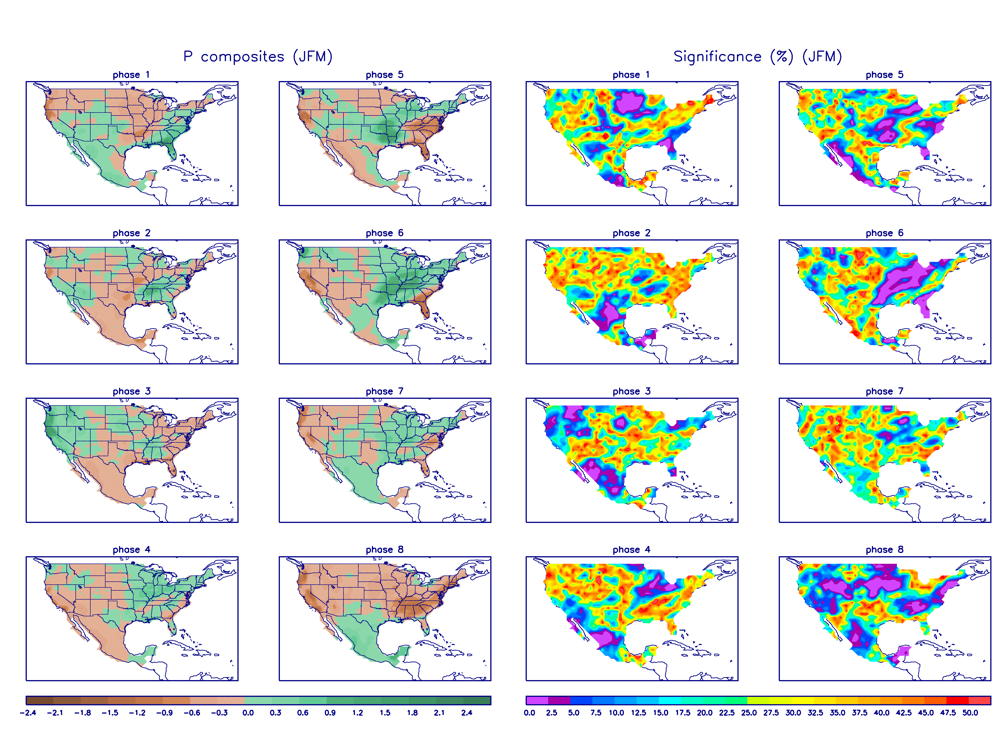 P composites (JFM)
Significance (%) (JFM)
phase 1
phase 5
phase 1
phase 5
phase 2
phase 6
phase 2
phase 6
phase 3
phase 7
phase 3
phase 7
phase 4
phase 8
phase 4
phase 8
−2.4 −2.1 −1.8 −1.5 −1.2 −0.9 −0.6 −0.3 0.0 0.3 0.6 0.9 1.2 1.5 1.8 2.1 2.4
0.0 2.5 5.0 7.5 10.0 12.5 15.0 17.5 20.0 22.5 25.0 27.5 30.0 32.5 35.0 37.5 40.0 42.5 45.0 47.5 50.0